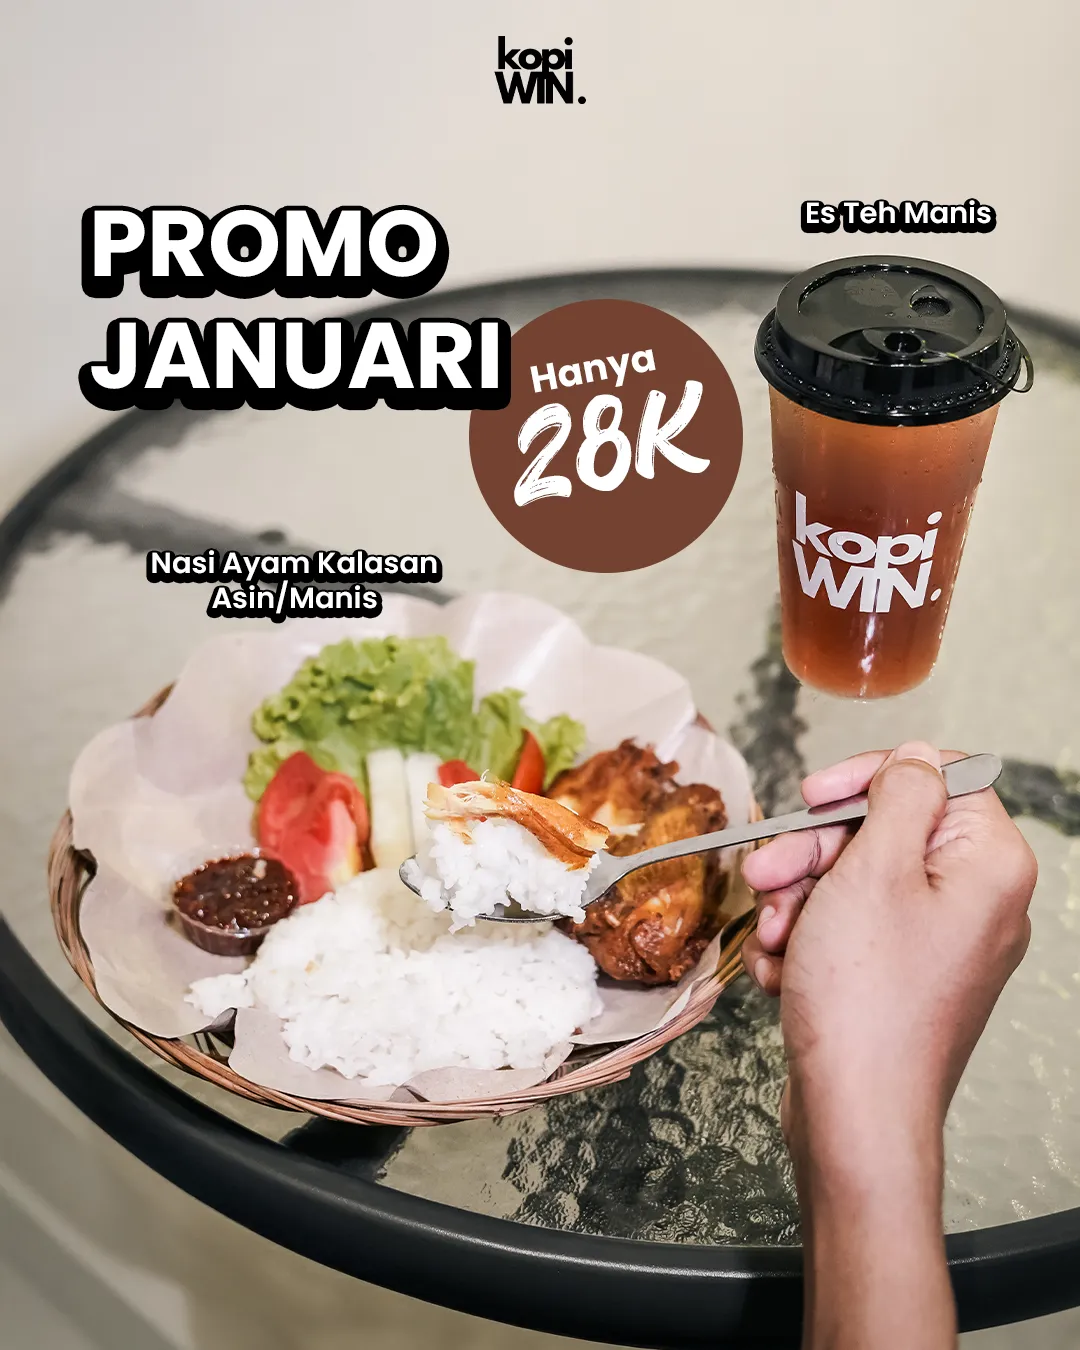 kopi
WIN.
PROMO
JANUARI
Hanya
28K
Es Teh Manis
kopi
WIN.
Nasi Ayam Kalasan
Asin/Manis